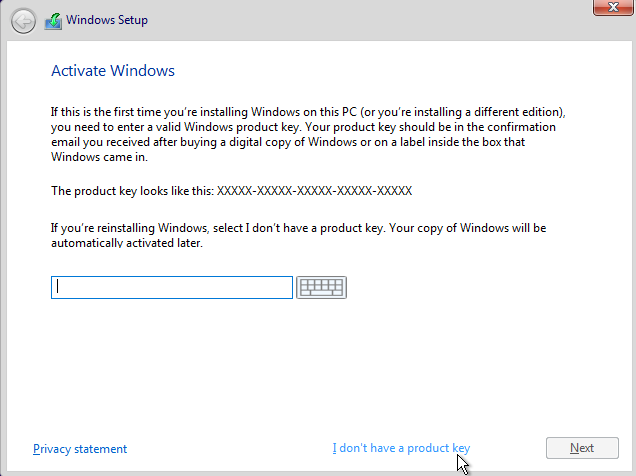 Windows Setup
Activate Windows
If this is the first time you’re installing Windows on this PC (or you’re installing a different edition),
you need to enter a valid Windows product key. Your product key should be in the confirmation
email you received after buying a digital copy of Windows or on a label inside the box that
Windows came in.
The product key looks like this: XXXXX-XXXXX-XXXXX-XXXXX-XXXXX
If you’re reinstalling Windows, select I don’t have a product key. Your copy of Windows will be
automatically activated later.
Privacy statement
I don’t have a product key
Next